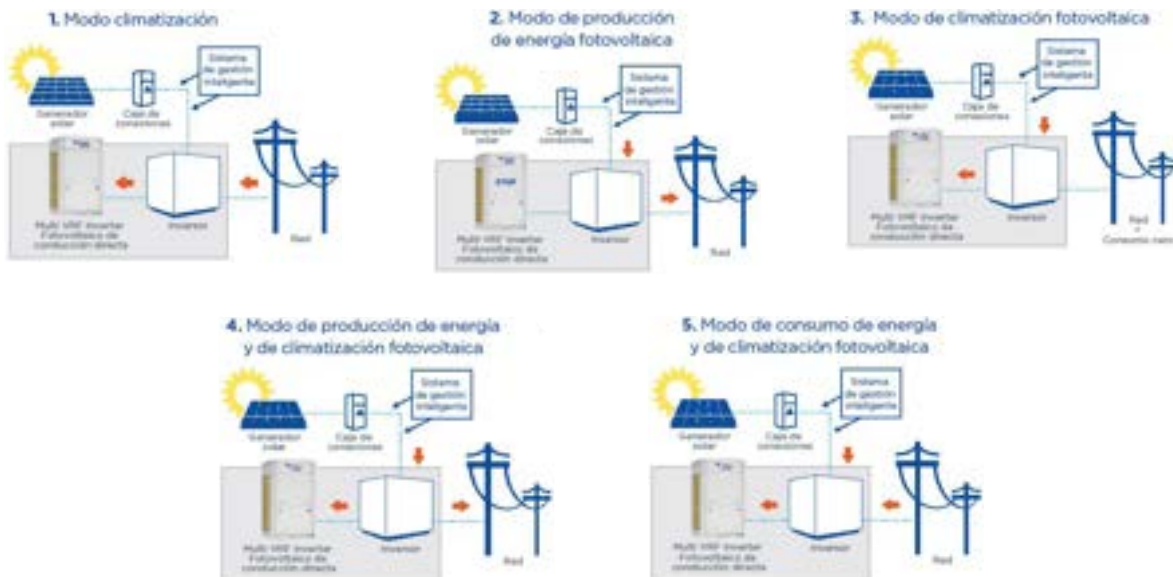 1. Modo climatización
Sistema
de gestión
inteligente
Generador
solar
Caja de
conexiones
Multi VRF Inverter
Fotovoltaico de
conducción directa
Inversor
Red
2. Modo de producción
de energía fotovoltaica
Sistema
de gestión
inteligente
Generador
solar
Caja de
conexiones
Multi VRF Inverter
Fotovoltaico de
conducción directa
Inversor
Red
3. Modo de climatización fotovoltaica
Sistema
de gestión
inteligente
Generador
solar
Caja de
conexiones
Multi VRF Inverter
Fotovoltaico de
conducción directa
Inversor
Red
Consumo
4. Modo de producción de energía
y de climatización fotovoltaica
Sistema
de gestión
inteligente
Generador
solar
Caja de
conexiones
Multi VRF Inverter
Fotovoltaico de
conducción directa
Inversor
Red
5. Modo de consumo de energía
y de climatización fotovoltaica
Sistema
de gestión
inteligente
Generador
solar
Caja de
conexiones
Multi VRF Inverter
Fotovoltaico de
conducción directa
Inversor
Red